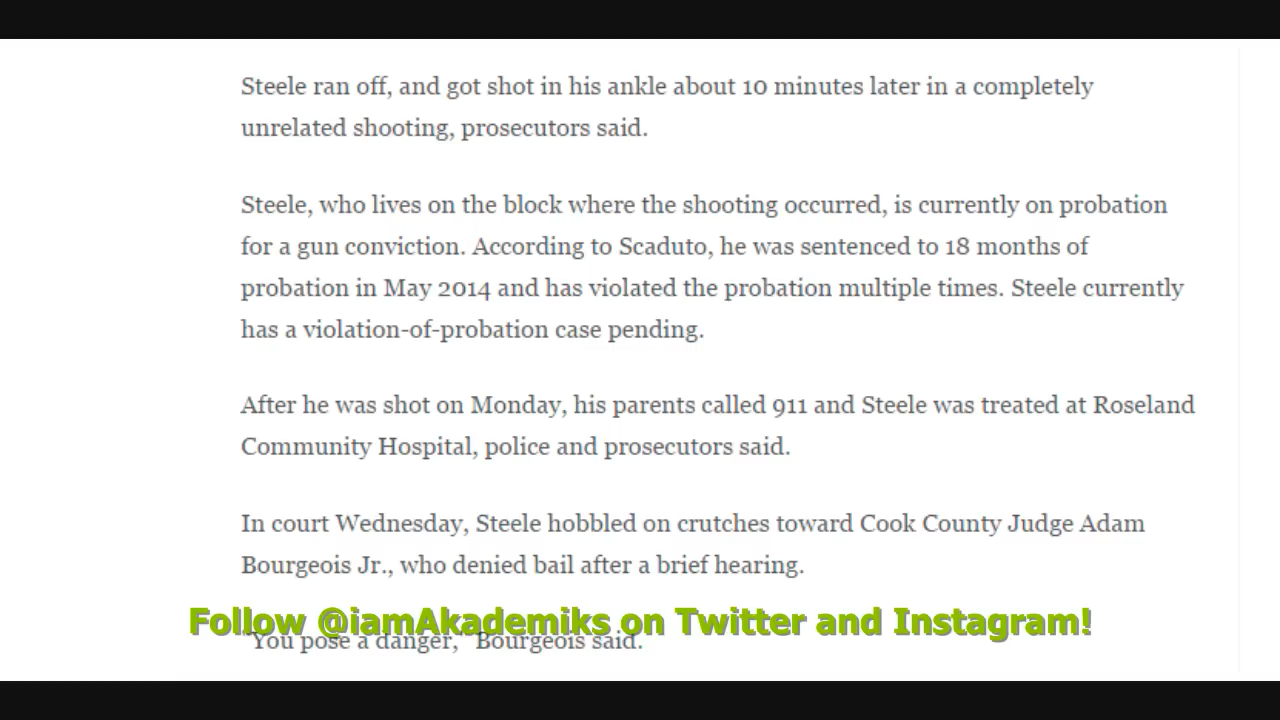 Steele ran off, and got shot in his ankle about 10 minutes later in a completely
unrelated shooting, prosecutors said.
Steele, who lives on the block where the shooting occurred, is currently on probation
for a gun conviction. According to Scaduto, he was sentenced to 18 months of
probation in May 2014 and has violated the probation multiple times. Steele currently
has a violation-of-probation case pending.
After he was shot on Monday, his parents called 911 and Steele was treated at Roseland
Community Hospital, police and prosecutors said.
In court Wednesday, Steele hobbled on crutches toward Cook County Judge Adam
Bourgeois Jr., who denied bail after a brief hearing.
Follow @iamAkademiks on Twitter and Instagram!
"You pose a danger," Bourgeois said.